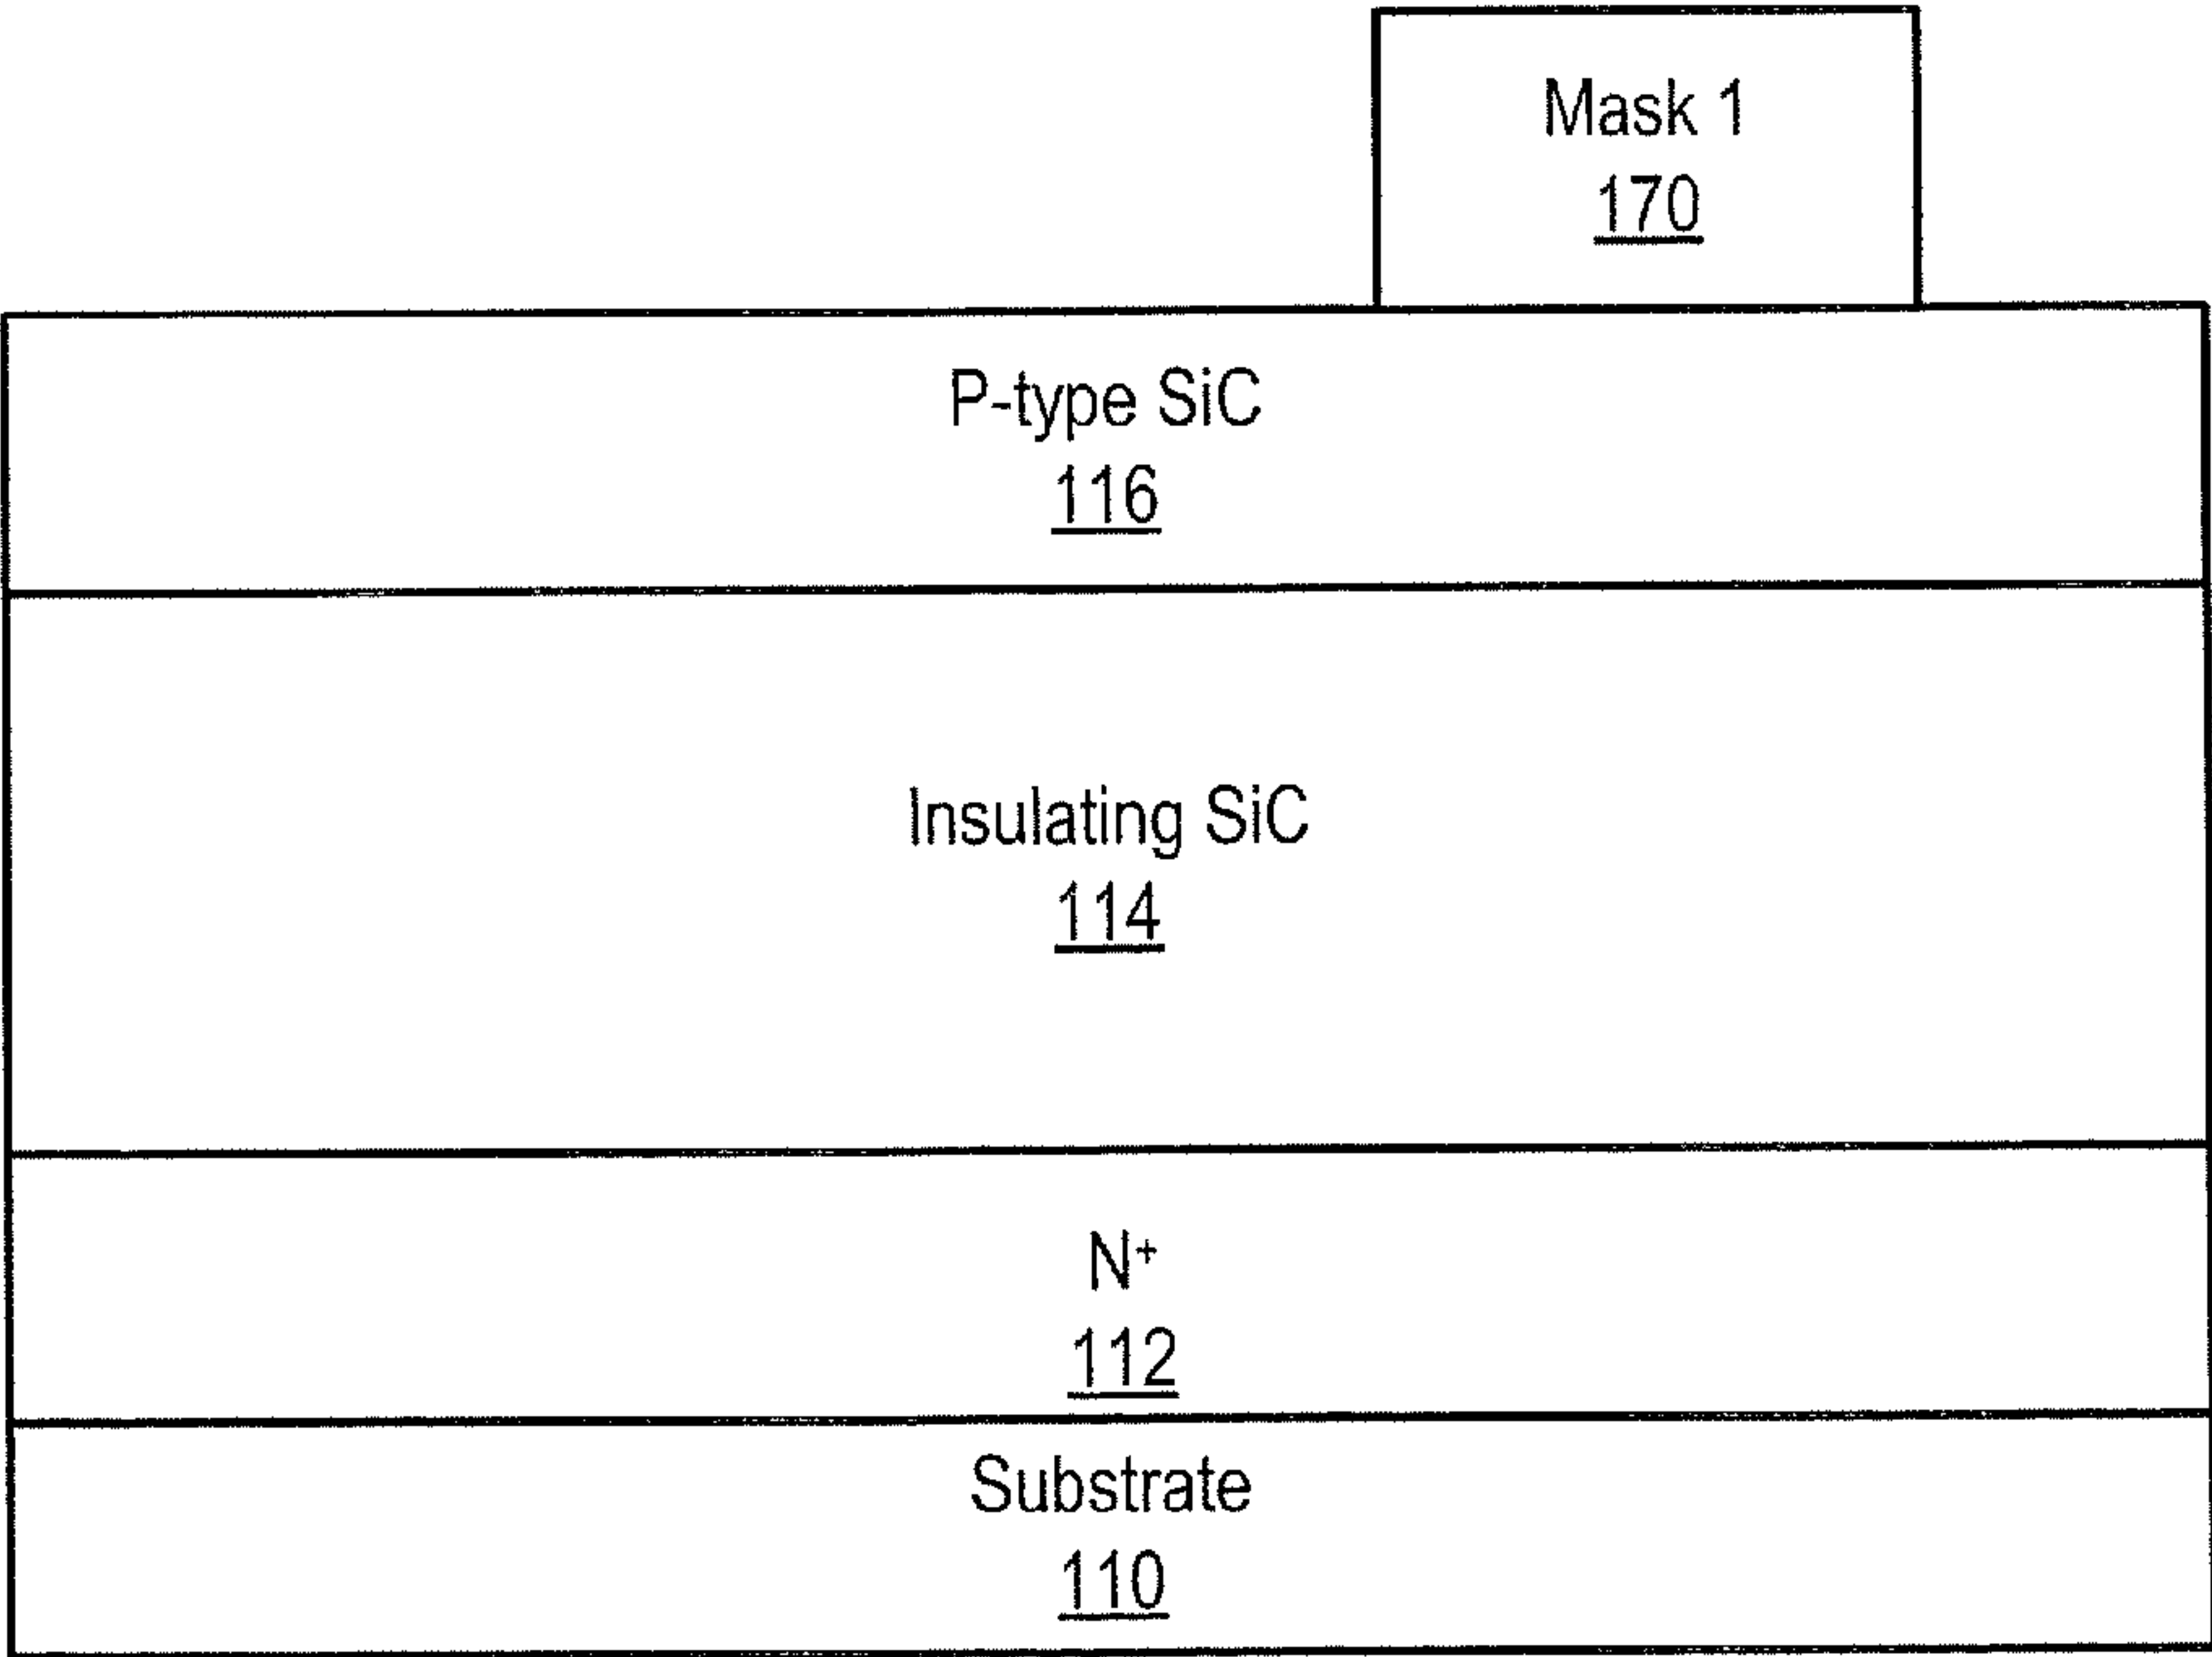 Mask 1
170
P-type SiC
116
Insulating SiC
114
N⁺
112
Substrate
110